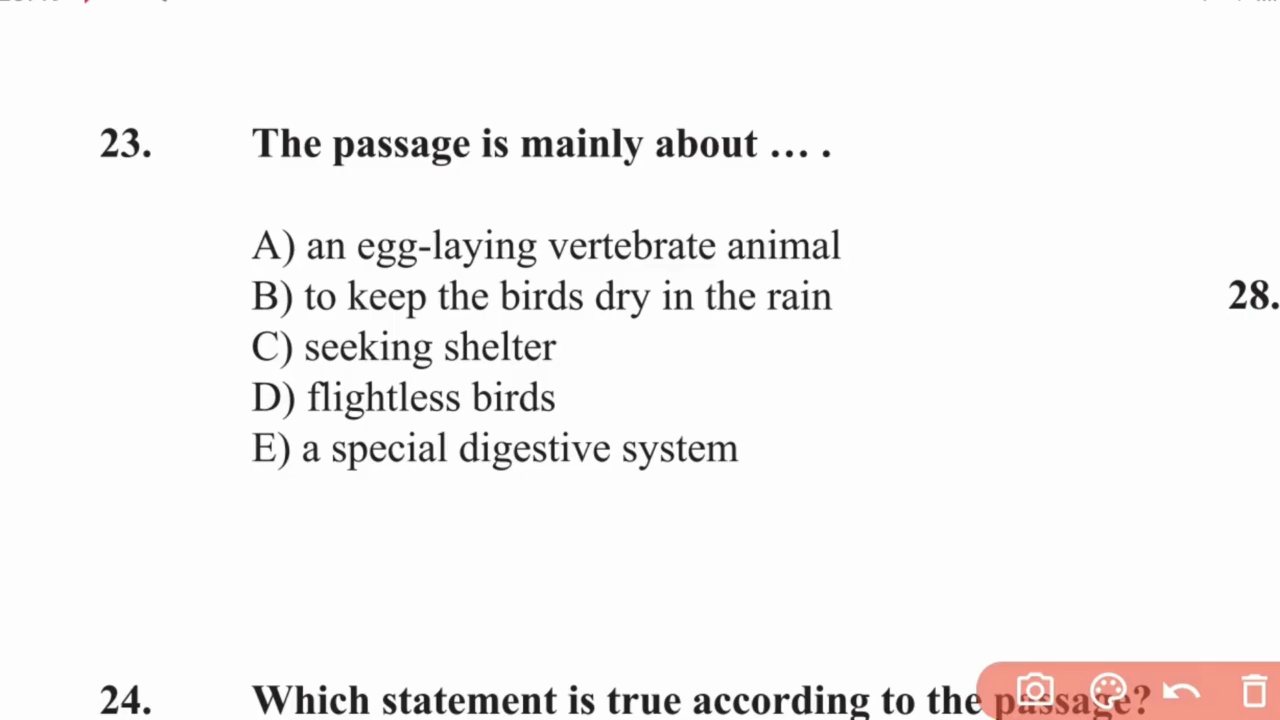 23. The passage is mainly about ... .
A) an egg-laying vertebrate animal
B) to keep the birds dry in the rain
C) seeking shelter
D) flightless birds
E) a special digestive system
28.
24. Which statement is true according to the passage?